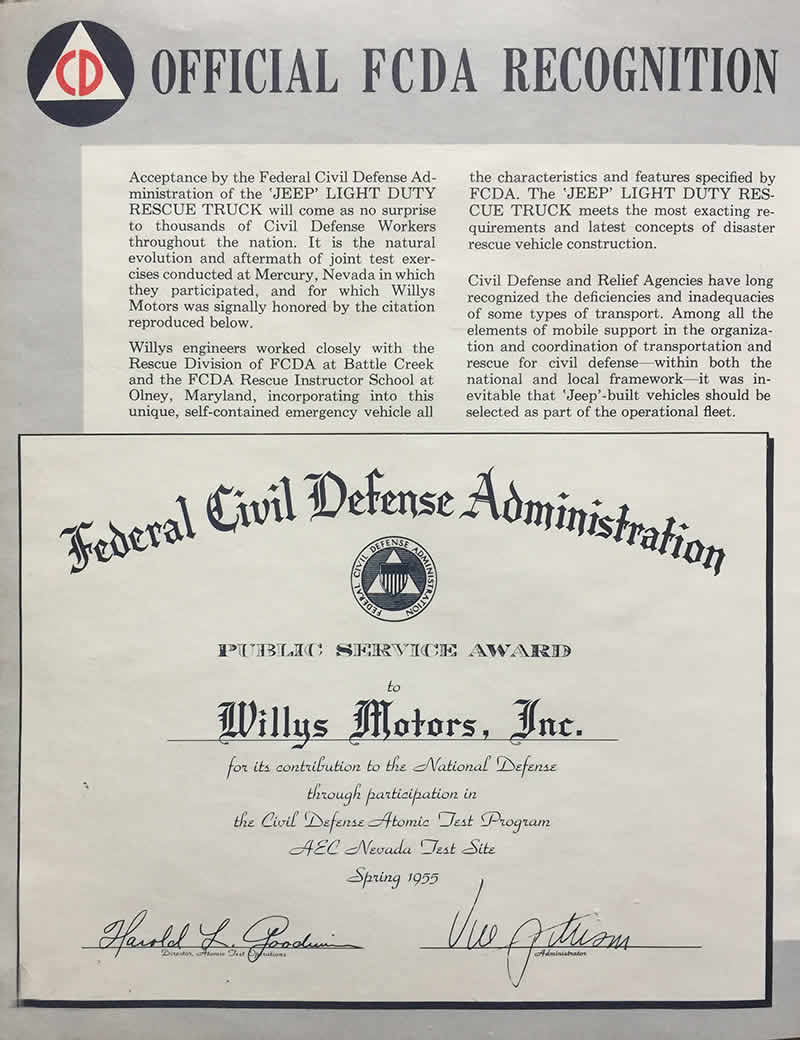 CD
OFFICIAL FCDA RECOGNITION
Acceptance by the Federal Civil Defense Ad-
ministration of the 'JEEP' LIGHT DUTY
RESCUE TRUCK will come as no surprise
to thousands of Civil Defense Workers
throughout the nation. It is the natural
evolution and aftermath of joint test exer-
cises conducted at Mercury, Nevada in which
they participated, and for which Willys
Motors was signally honored by the citation
reproduced below.
Willys engineers worked closely with the
Rescue Division of FCDA at Battle Creek
and the FCDA Rescue Instructor School at
Olney, Maryland, incorporating into this
unique, self-contained emergency vehicle all
the characteristics and features specified by
FCDA. The 'JEEP' LIGHT DUTY RES-
CUE TRUCK meets the most exacting re-
quirements and latest concepts of disaster
rescue vehicle construction.
Civil Defense and Relief Agencies have long
recognized the deficiencies and inadequacies
of some types of transport. Among all the
elements of mobile support in the organiza-
tion and coordination of transportation and
rescue for civil defense—within both the
national and local framework—it was in-
evitable that 'Jeep'-built vehicles should be
selected as part of the operational fleet.
Federal Civil Defense Administration
FEDERAL CIVIL DEFENSE ADMINISTRATION
PUBLIC SERVICE AWARD
to
Willys Motors, Inc.
for its contribution to the National Defense
through participation in
the Civil Defense Atomic Test Program
AEC Nevada Test Site
Spring 1955
Harold L. Goodwin
Director, Atomic Test Operations
Administrator